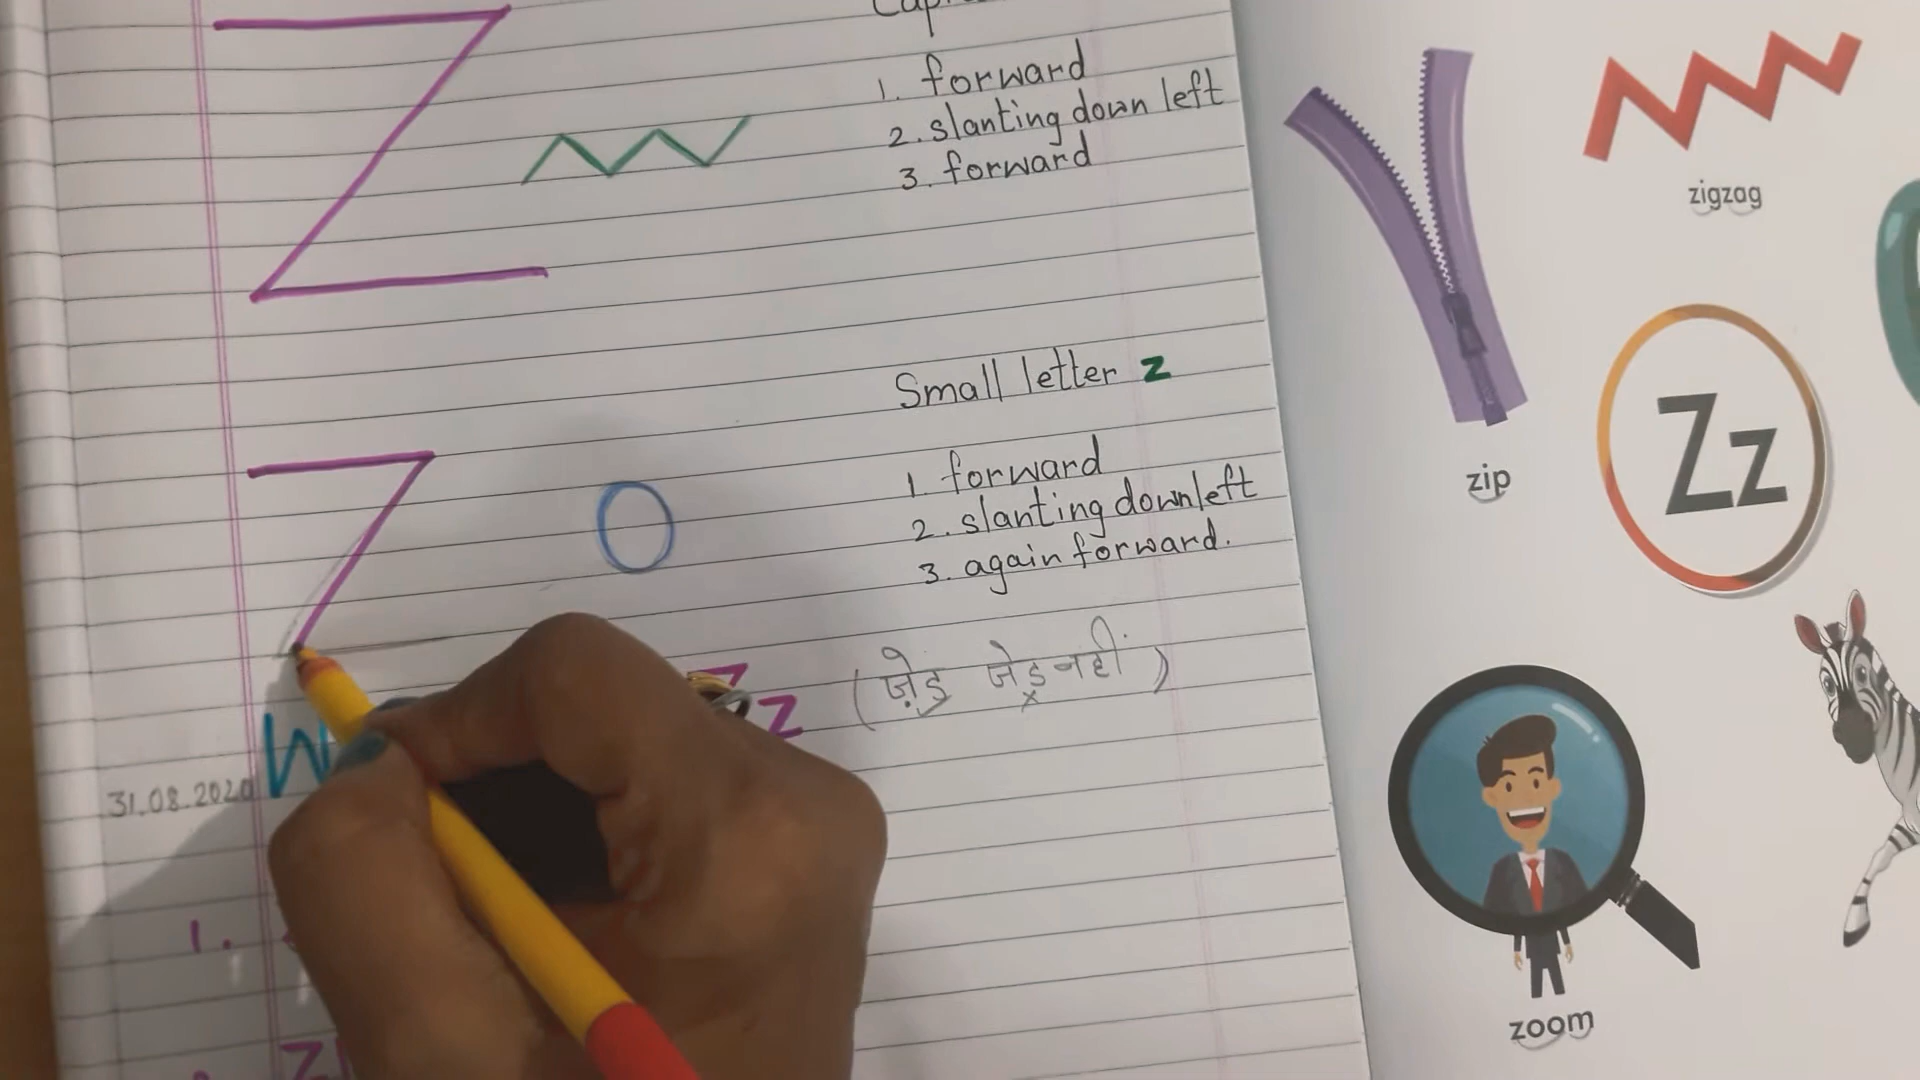 Z
1. forward
2. slanting down left
3. forward
Small letter z
1. forward
2. slanting downleft
3. again forward.
z (ज़ेड जेड नहीं)
31.08.2020
1.
zigzag
zip
Zz
zoom